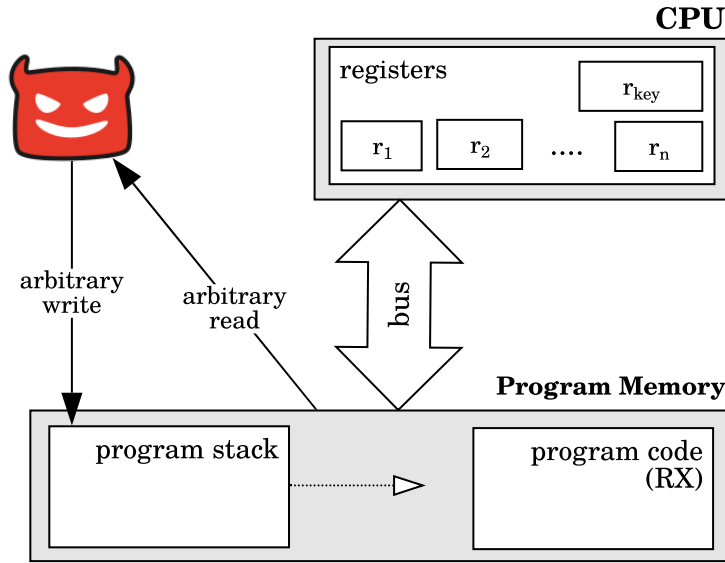 CPU
registers
r_key
r_1
r_2
....
r_n
arbitrary
write
arbitrary
read
bus
Program Memory
program stack
program code
(RX)